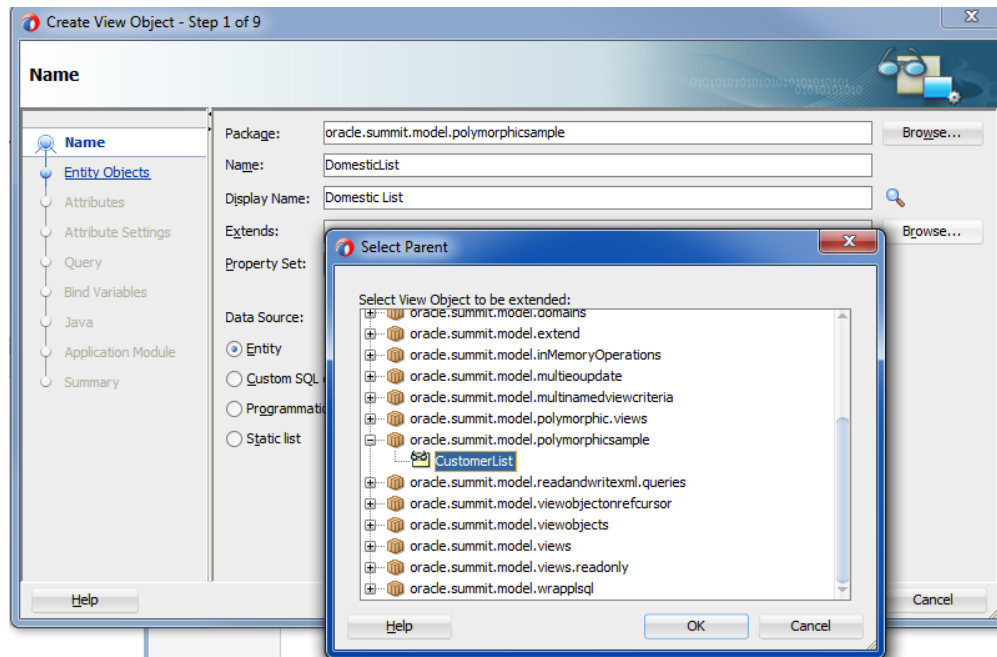 Create View Object - Step 1 of 9
Name
Name
Entity Objects
Attributes
Attribute Settings
Query
Bind Variables
Java
Application Module
Summary
Package:
oracle.summit.model.polymorphicsample
Browse...
Name:
DomesticList
Display Name:
Domestic List
Extends:
Browse...
Property Set:
Data Source:
Entity
Custom SQL
Programmatic
Static list
Help
Cancel
Select Parent
Select View Object to be extended:
oracle.summit.model.domains
oracle.summit.model.extend
oracle.summit.model.inMemoryOperations
oracle.summit.model.multieoupdate
oracle.summit.model.multinamedviewcriteria
oracle.summit.model.polymorphic.views
oracle.summit.model.polymorphicsample
CustomerList
oracle.summit.model.readandwritexml.queries
oracle.summit.model.viewobjectonrefcursor
oracle.summit.model.viewobjects
oracle.summit.model.views
oracle.summit.model.views.readonly
oracle.summit.model.wrapplsql
Help
OK
Cancel